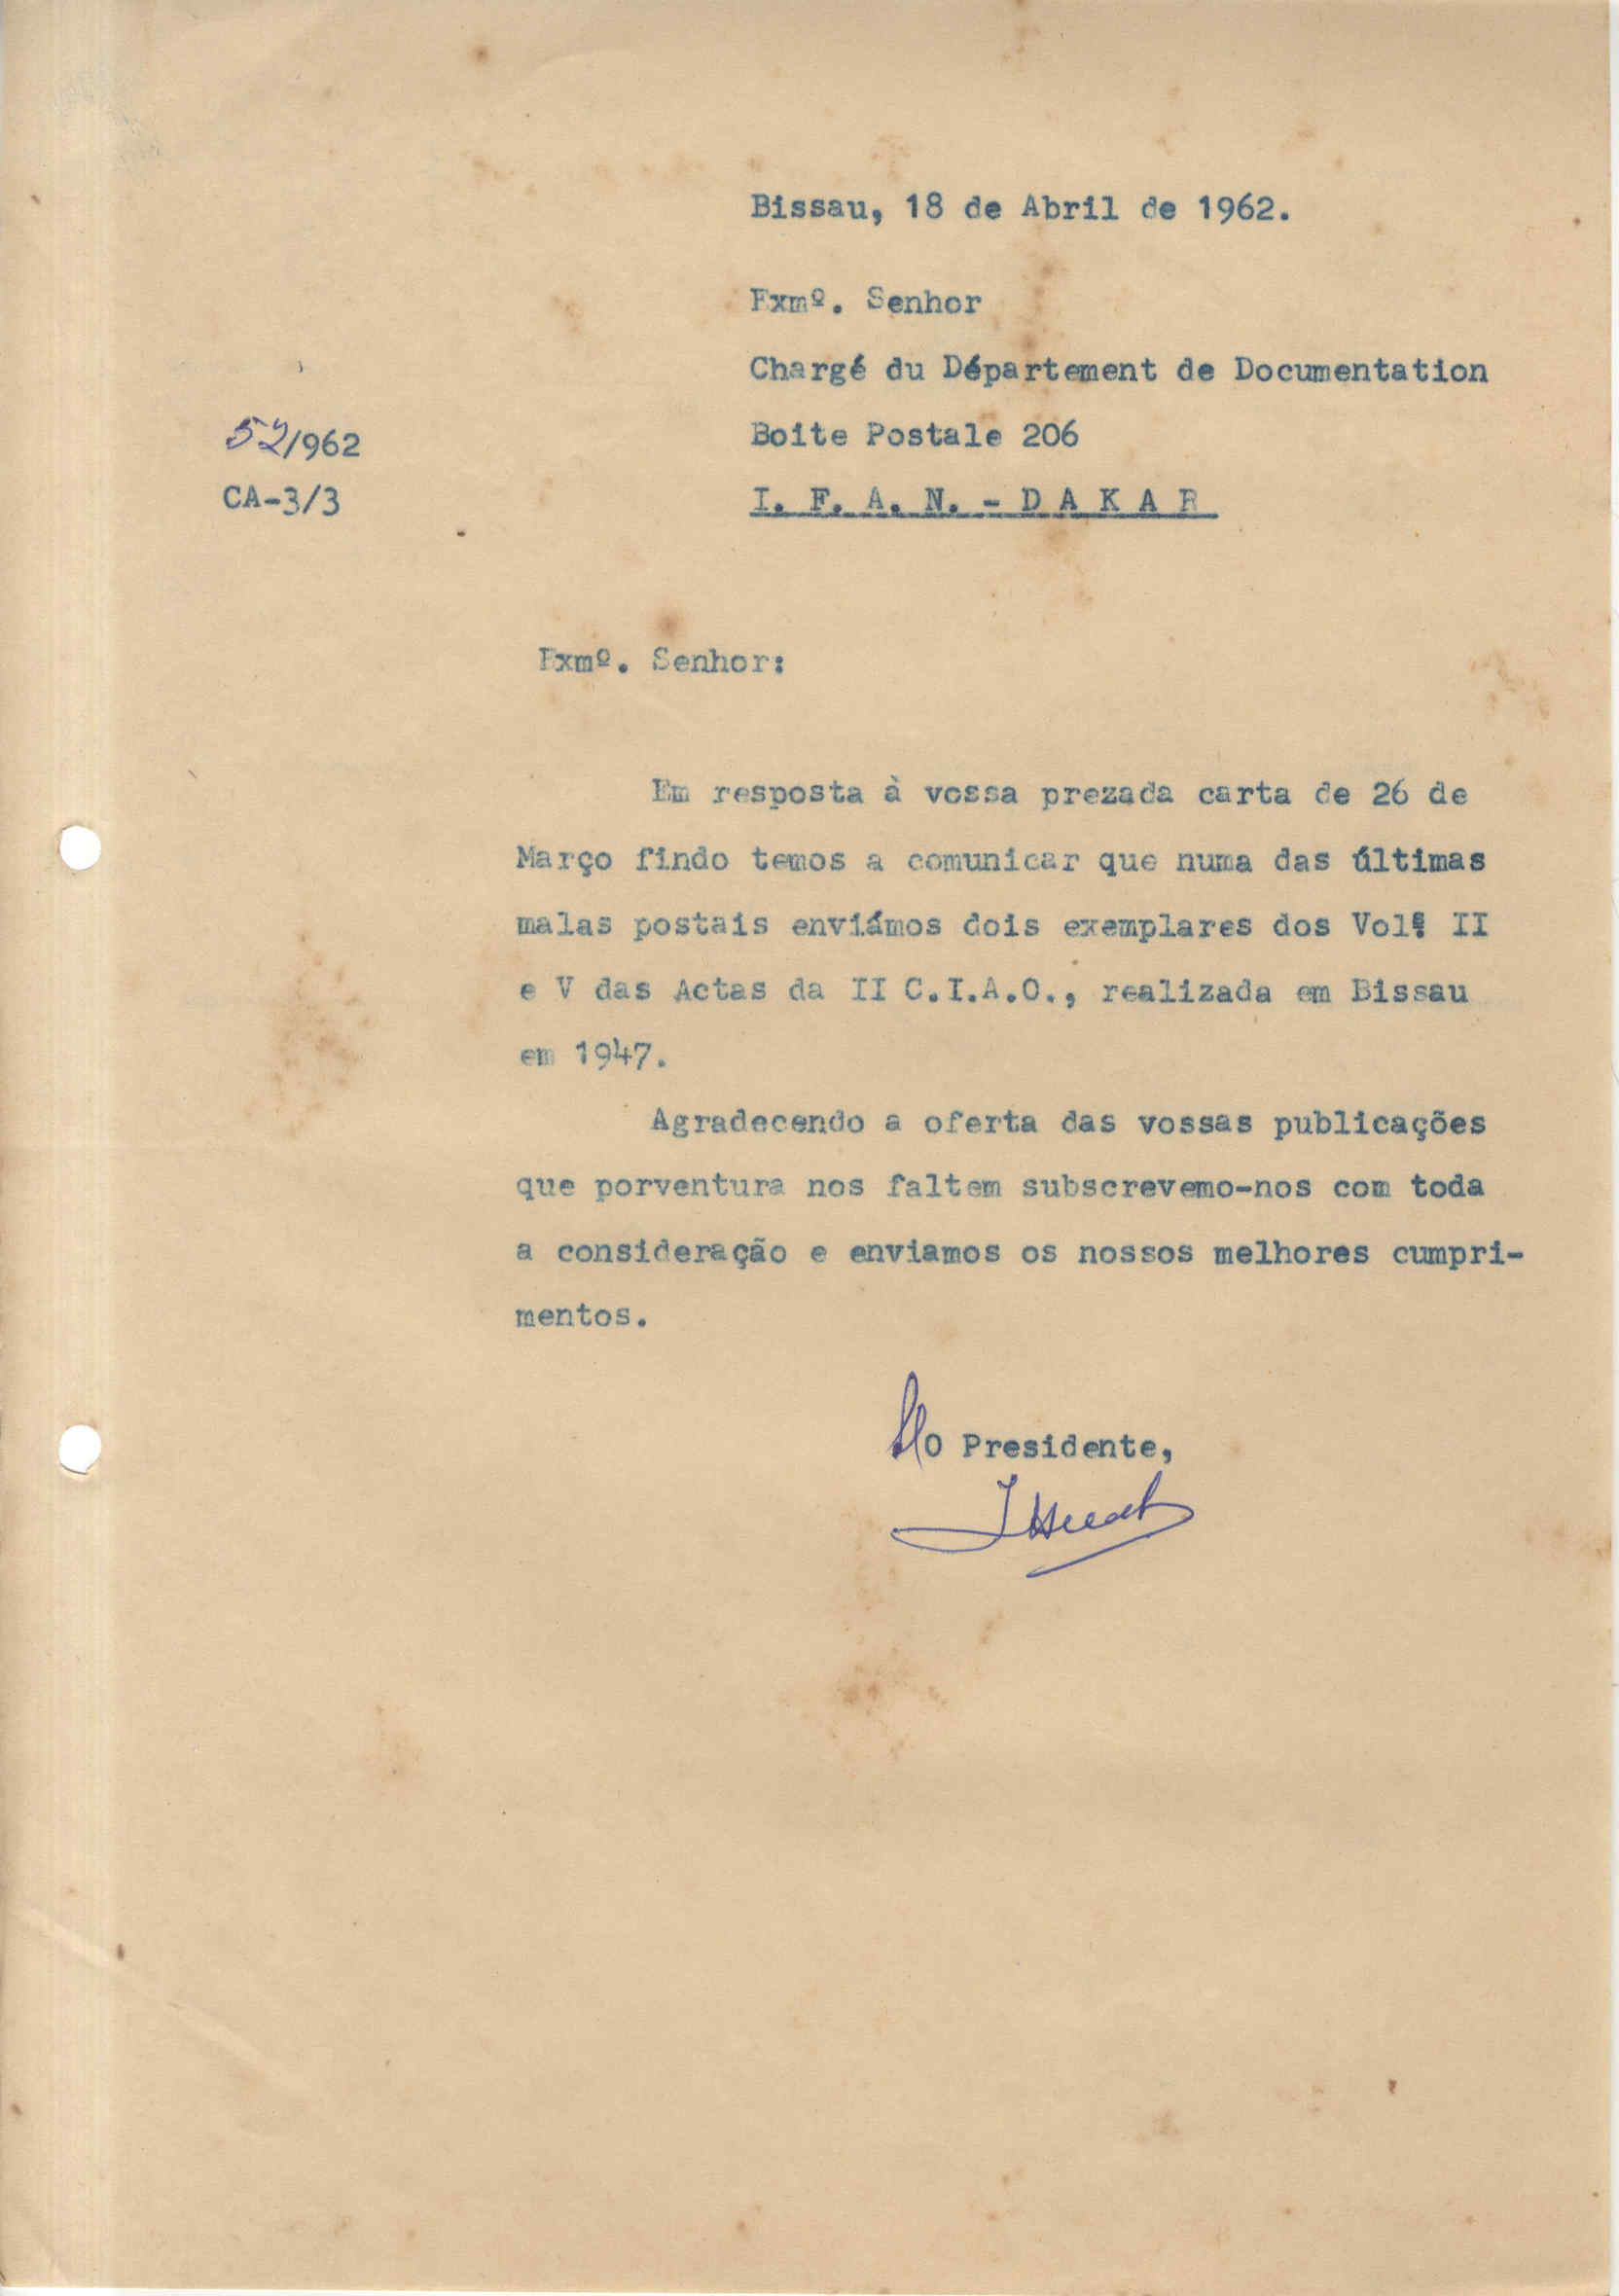 Bissau, 18 de Abril de 1962.
Exmº. Senhor
Chargé du Département de Documentation
52/962
Boite Postale 206
CA-3/3
I. F. A. N. - D A K A R
Exmº. Senhor:
Em resposta à vossa prezada carta de 26 de
Março findo temos a comunicar que numa das últimas
malas postais enviámos dois exemplares dos Volˢ II
e V das Actas da II C.I.A.O., realizada em Bissau
em 1947.
Agradecendo a oferta das vossas publicações
que porventura nos faltem subscrevemo-nos com toda
a consideração e enviamos os nossos melhores cumpri-
mentos.
O Presidente,